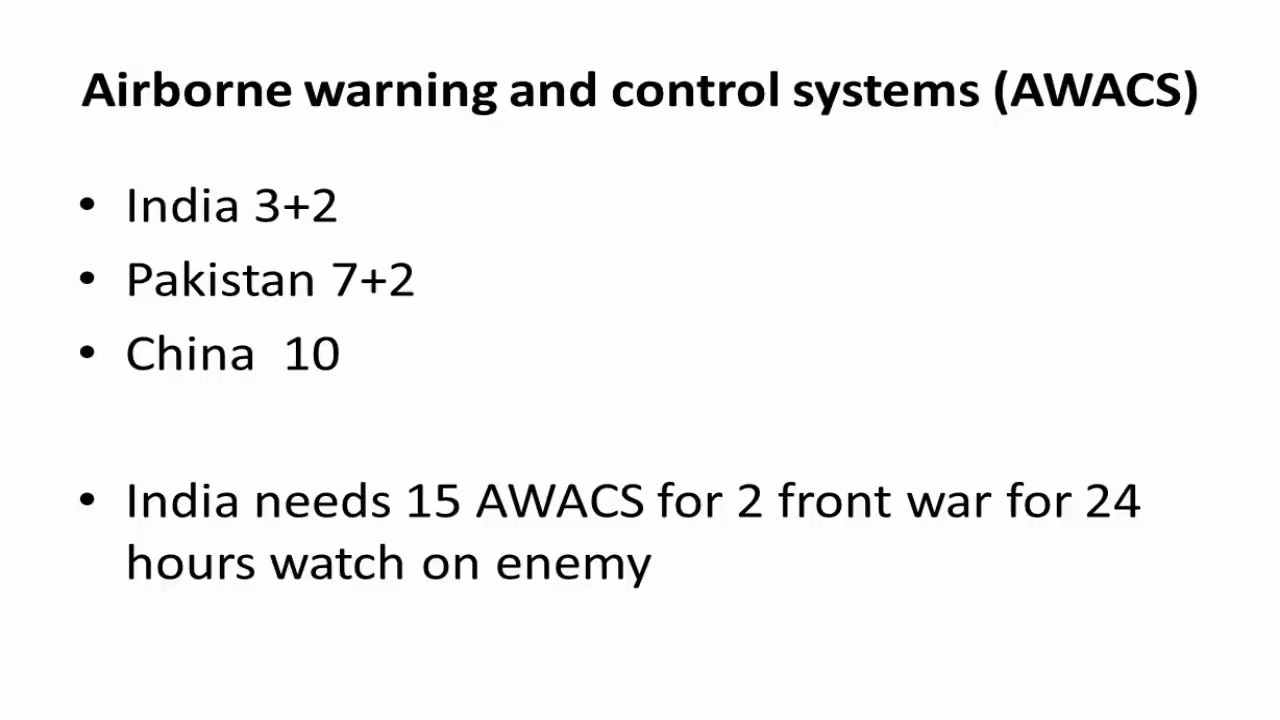 Airborne warning and control systems (AWACS)
• India 3+2
• Pakistan 7+2
• China  10
• India needs 15 AWACS for 2 front war for 24
hours watch on enemy